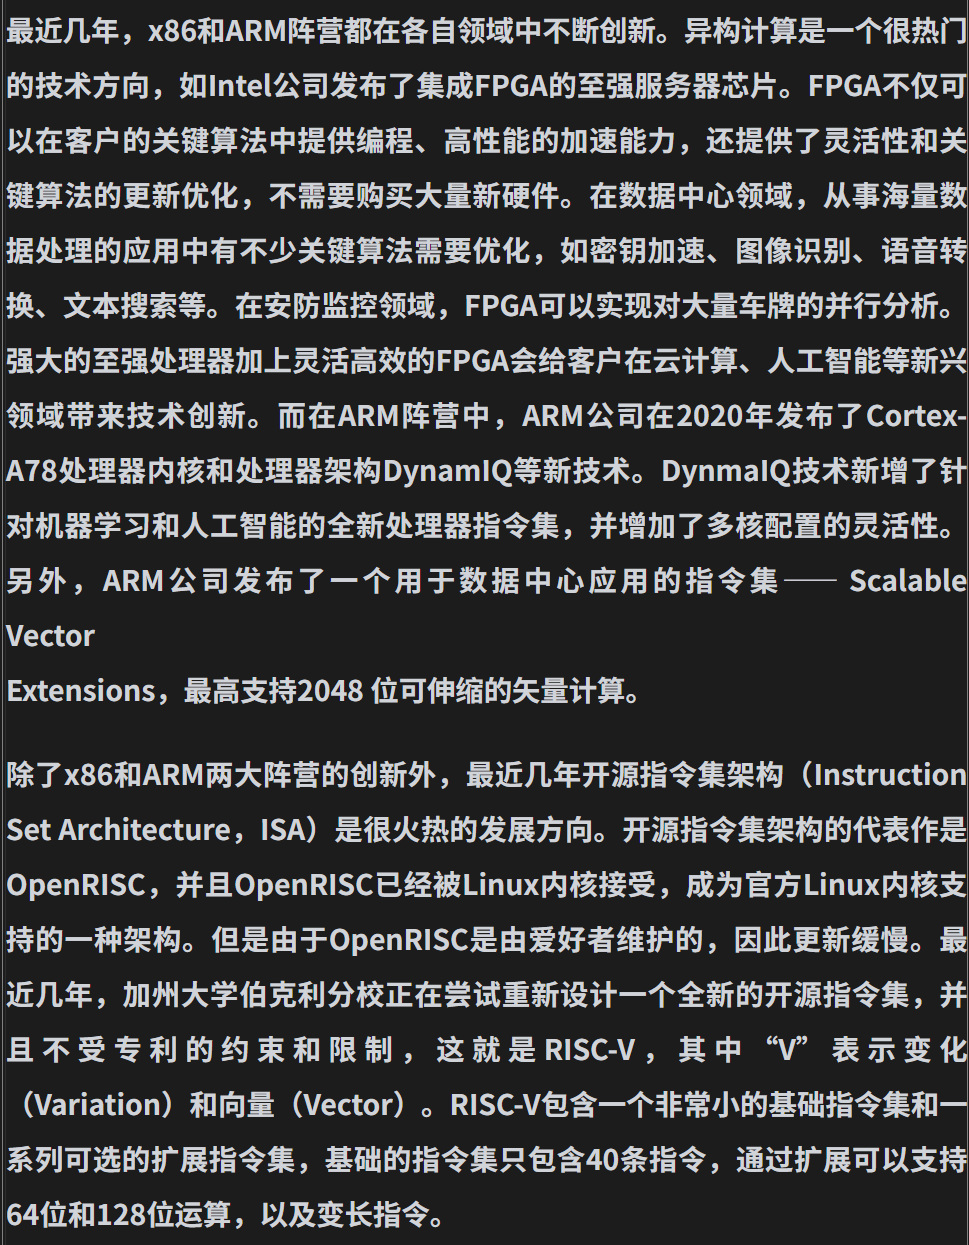 最近几年，x86和ARM阵营都在各自领域中不断创新。异构计算是一个很热门
的技术方向，如Intel公司发布了集成FPGA的至强服务器芯片。FPGA不仅可
以在客户的关键算法中提供编程、高性能的加速能力，还提供了灵活性和关
键算法的更新优化，不需要购买大量新硬件。在数据中心领域，从事海量数
据处理的应用中有不少关键算法需要优化，如密钥加速、图像识别、语音转
换、文本搜索等。在安防监控领域，FPGA可以实现对大量车牌的并行分析。
强大的至强处理器加上灵活高效的FPGA会给客户在云计算、人工智能等新兴
领域带来技术创新。而在ARM阵营中，ARM公司在2020年发布了Cortex-
A78处理器内核和处理器架构DynamIQ等新技术。DynmaIQ技术新增了针
对机器学习和人工智能的全新处理器指令集，并增加了多核配置的灵活性。
另外，ARM公司发布了一个用于数据中心应用的指令集—— Scalable
Vector
Extensions，最高支持2048 位可伸缩的矢量计算。
除了x86和ARM两大阵营的创新外，最近几年开源指令集架构（Instruction
Set Architecture，ISA）是很火热的发展方向。开源指令集架构的代表作是
OpenRISC，并且OpenRISC已经被Linux内核接受，成为官方Linux内核支
持的一种架构。但是由于OpenRISC是由爱好者维护的，因此更新缓慢。最
近几年，加州大学伯克利分校正在尝试重新设计一个全新的开源指令集，并
且不受专利的约束和限制，这就是RISC-V，其中“V”表示变化
（Variation）和向量（Vector）。RISC-V包含一个非常小的基础指令集和一
系列可选的扩展指令集，基础的指令集只包含40条指令，通过扩展可以支持
64位和128位运算，以及变长指令。